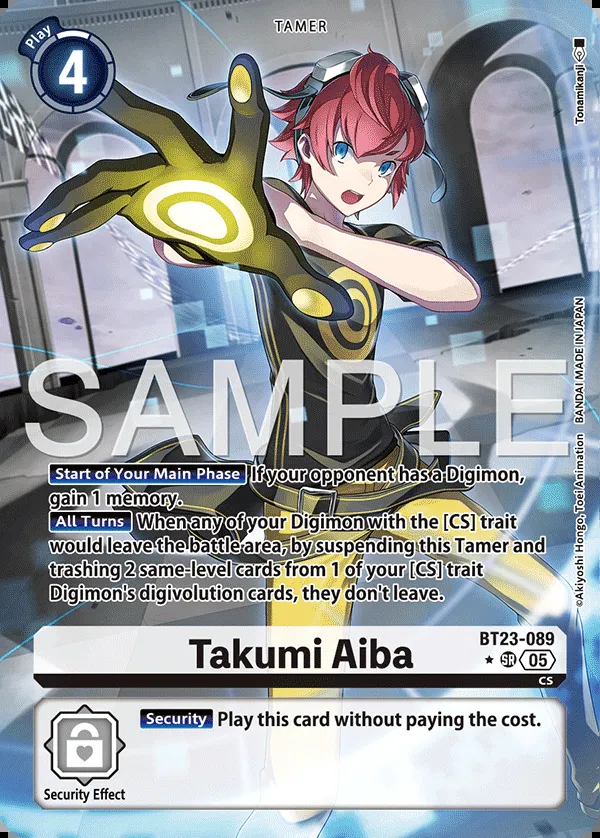 TAMER
Play
4
Tonamikanji
SAMPLE
Start of Your Main Phase If your opponent has a Digimon,
gain 1 memory.
All Turns When any of your Digimon with the [CS] trait
would leave the battle area, by suspending this Tamer and
trashing 2 same-level cards from 1 of your [CS] trait
Digimon's digivolution cards, they don't leave.
©Akiyoshi Hongo, Toei Animation BANDAI MADE IN JAPAN
Takumi Aiba
BT23-089
★ SR 05
CS
Security Play this card without paying the cost.
Security Effect